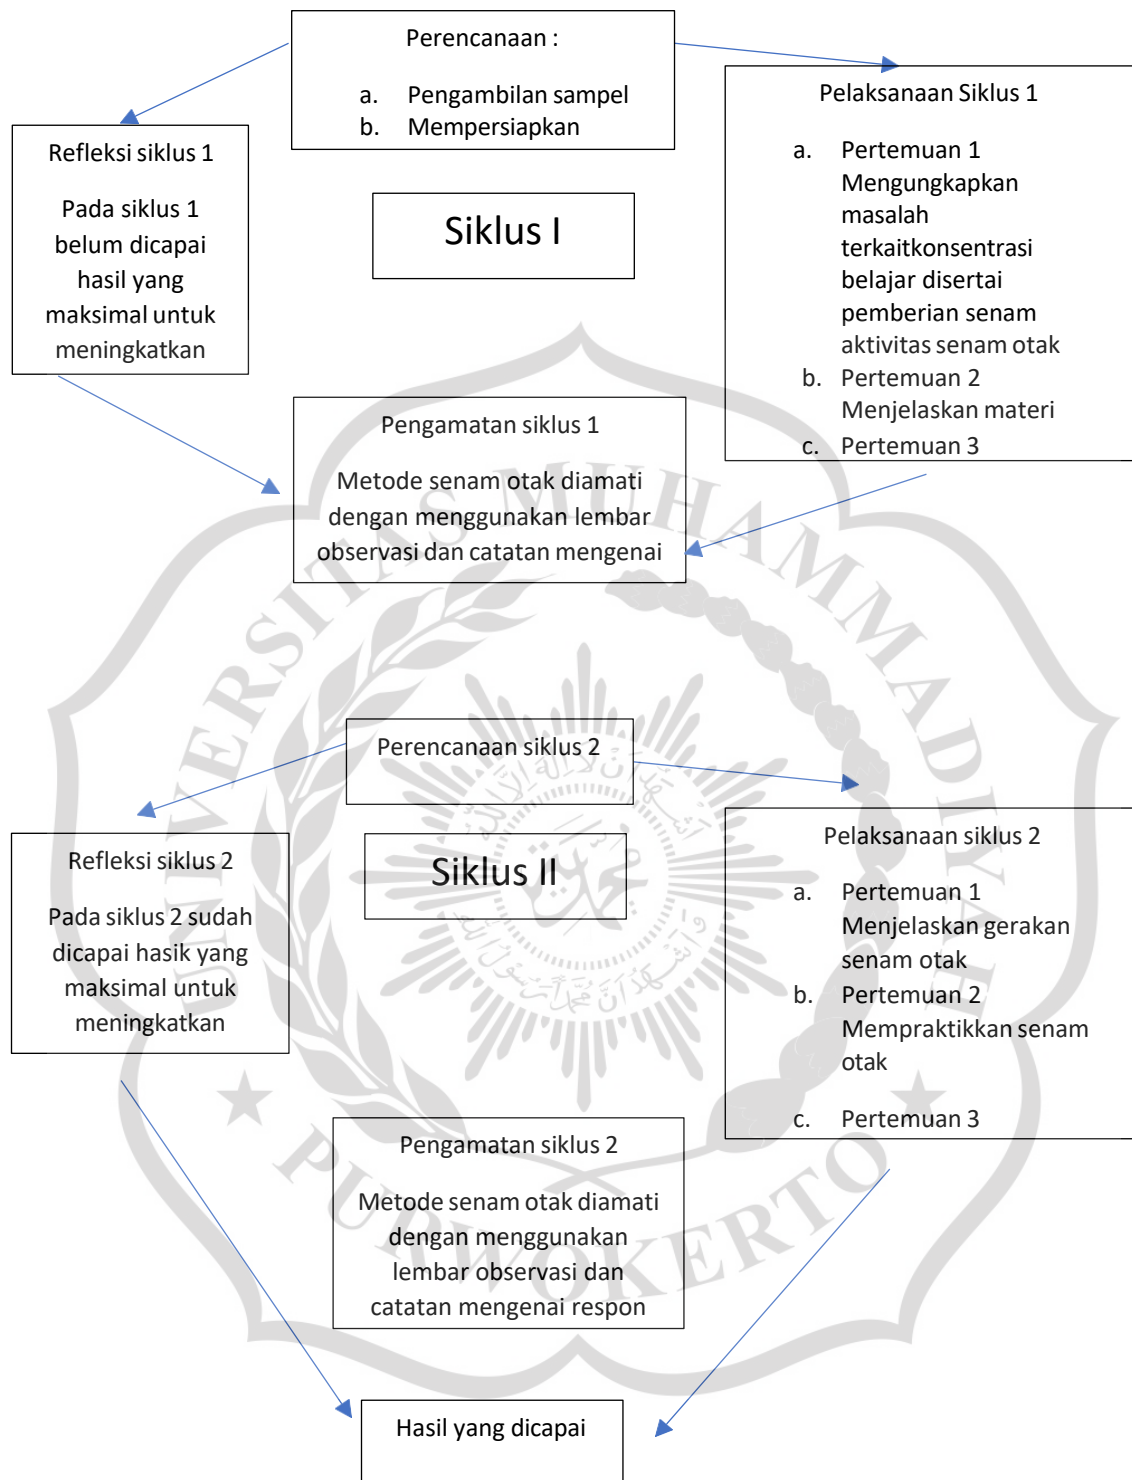 Perencanaan :
a. Pengambilan sampel
b. Mempersiapkan
Pelaksanaan Siklus 1
a. Pertemuan 1
Mengungkapkan
masalah
terkaitkonsentrasi
belajar disertai
pemberian senam
aktivitas senam otak
b. Pertemuan 2
Menjelaskan materi
c. Pertemuan 3
Refleksi siklus 1
Pada siklus 1
belum dicapai
hasil yang
maksimal untuk
meningkatkan
Siklus I
Pengamatan siklus 1
Metode senam otak diamati
dengan menggunakan lembar
observasi dan catatan mengenai
Perencanaan siklus 2
Siklus II
Refleksi siklus 2
Pada siklus 2 sudah
dicapai hasik yang
maksimal untuk
meningkatkan
Pelaksanaan siklus 2
a. Pertemuan 1
Menjelaskan gerakan
senam otak
b. Pertemuan 2
Mempraktikkan senam
otak
c. Pertemuan 3
Pengamatan siklus 2
Metode senam otak diamati
dengan menggunakan
lembar observasi dan
catatan mengenai respon
Hasil yang dicapai
UNIVERSITAS MUHAMMADIYAH
PURWOKERTO